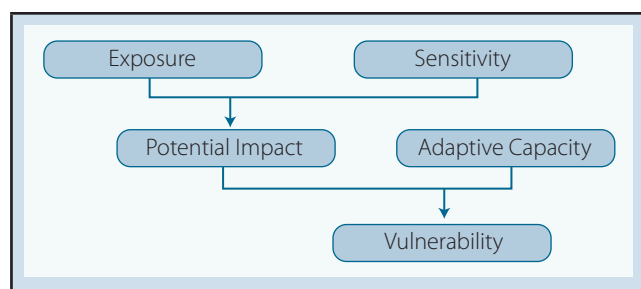 Exposure
Sensitivity
Potential Impact
Adaptive Capacity
Vulnerability